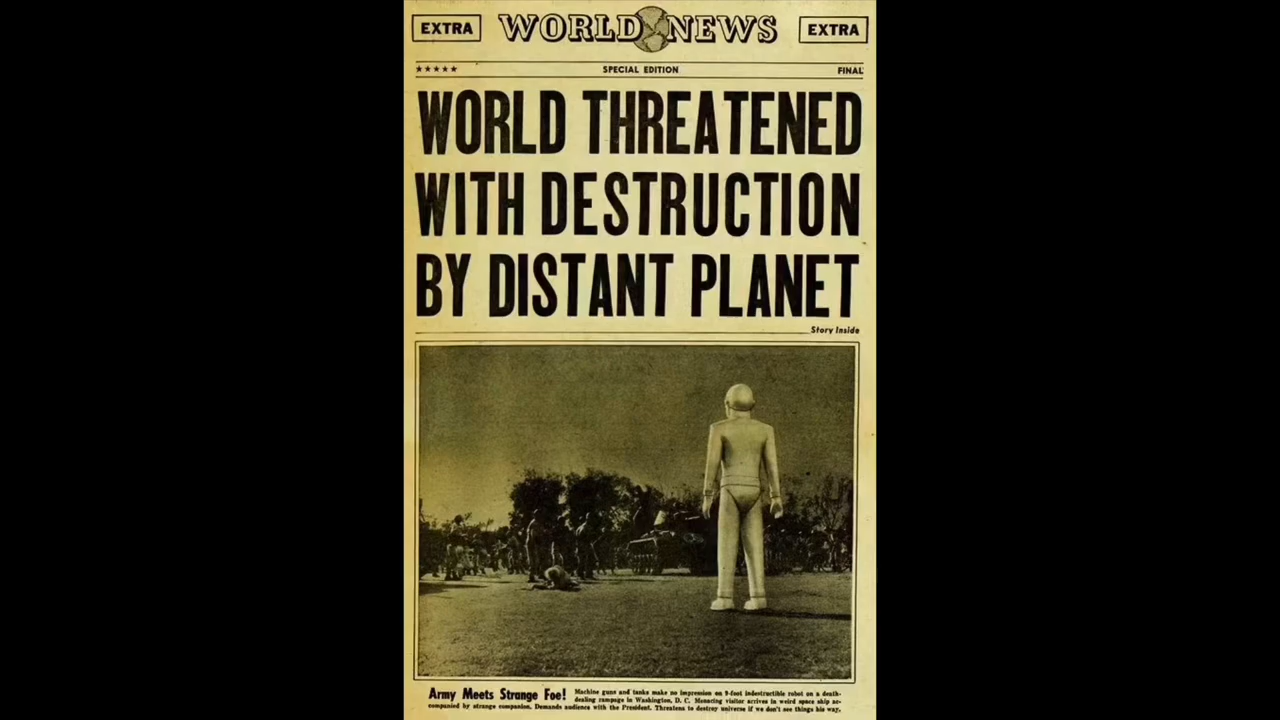 EXTRA WORLD NEWS EXTRA
★★★★★ SPECIAL EDITION FINAL
WORLD THREATENED
WITH DESTRUCTION
BY DISTANT PLANET
Story Inside
Army Meets Strange Foe! Machine guns and tanks make no impression on 9-foot indestructible robot on a death-
dealing rampage in Washington, D. C. Menacing visitor arrives in weird space ship ac-
companied by strange companion. Demands audience with the President. Threatens to destroy universe if we don't see things his way.